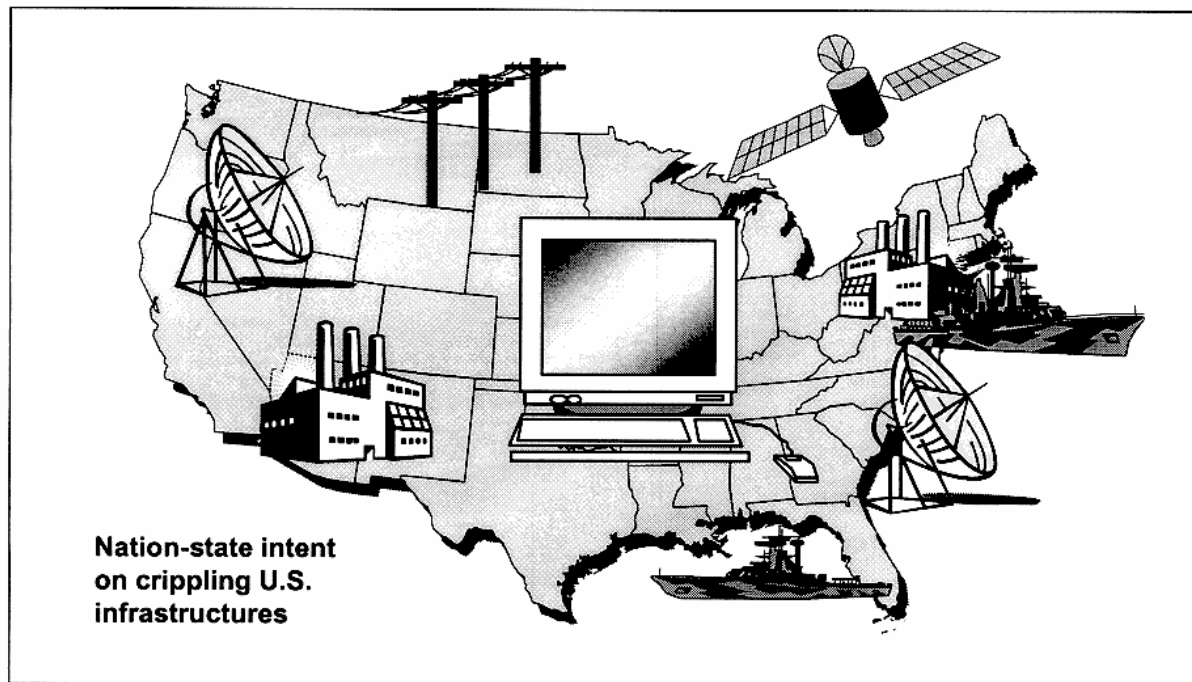 Nation-state intent
on crippling U.S.
infrastructures